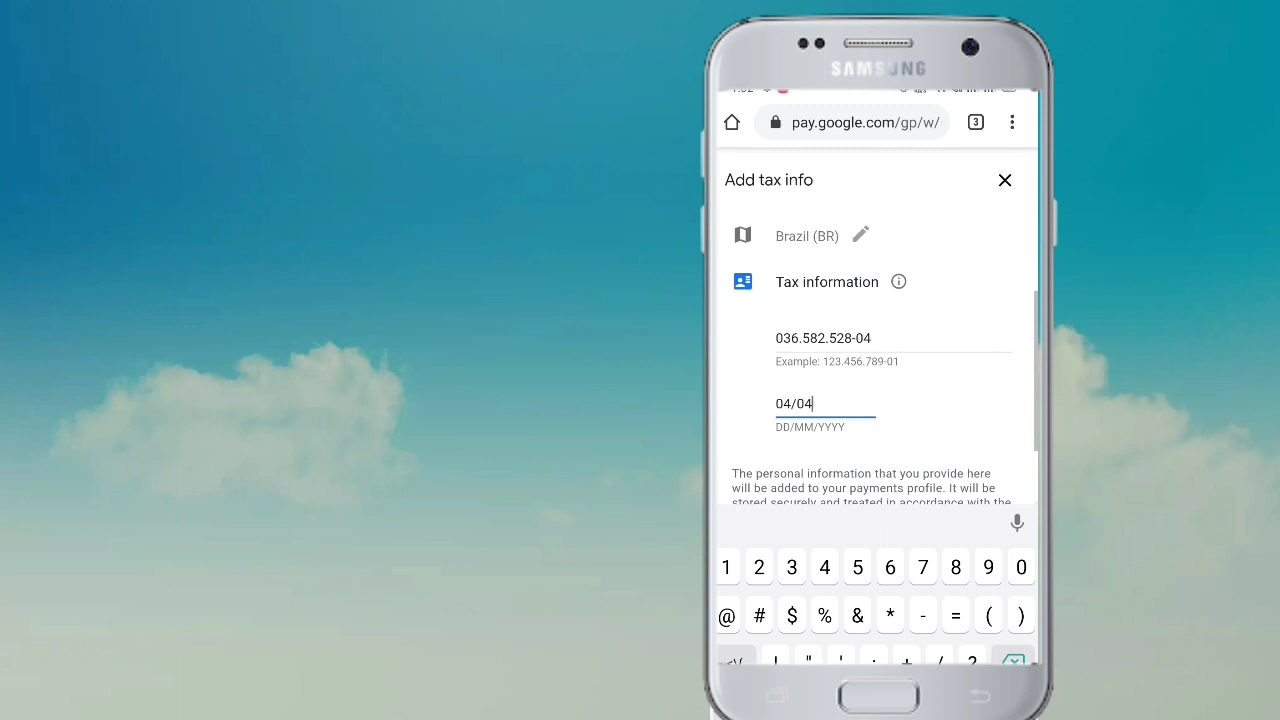 SAMSUNG
pay.google.com/gp/w/
3
Add tax info
Brazil (BR)
Tax information
036.582.528-04
Example: 123.456.789-01
04/04
DD/MM/YYYY
The personal information that you provide here
will be added to your payments profile. It will be
stored securely and treated in accordance with the
1 2 3 4 5 6 7 8 9 0
@ # $ % & * - = ( )
! " ' : + / ?